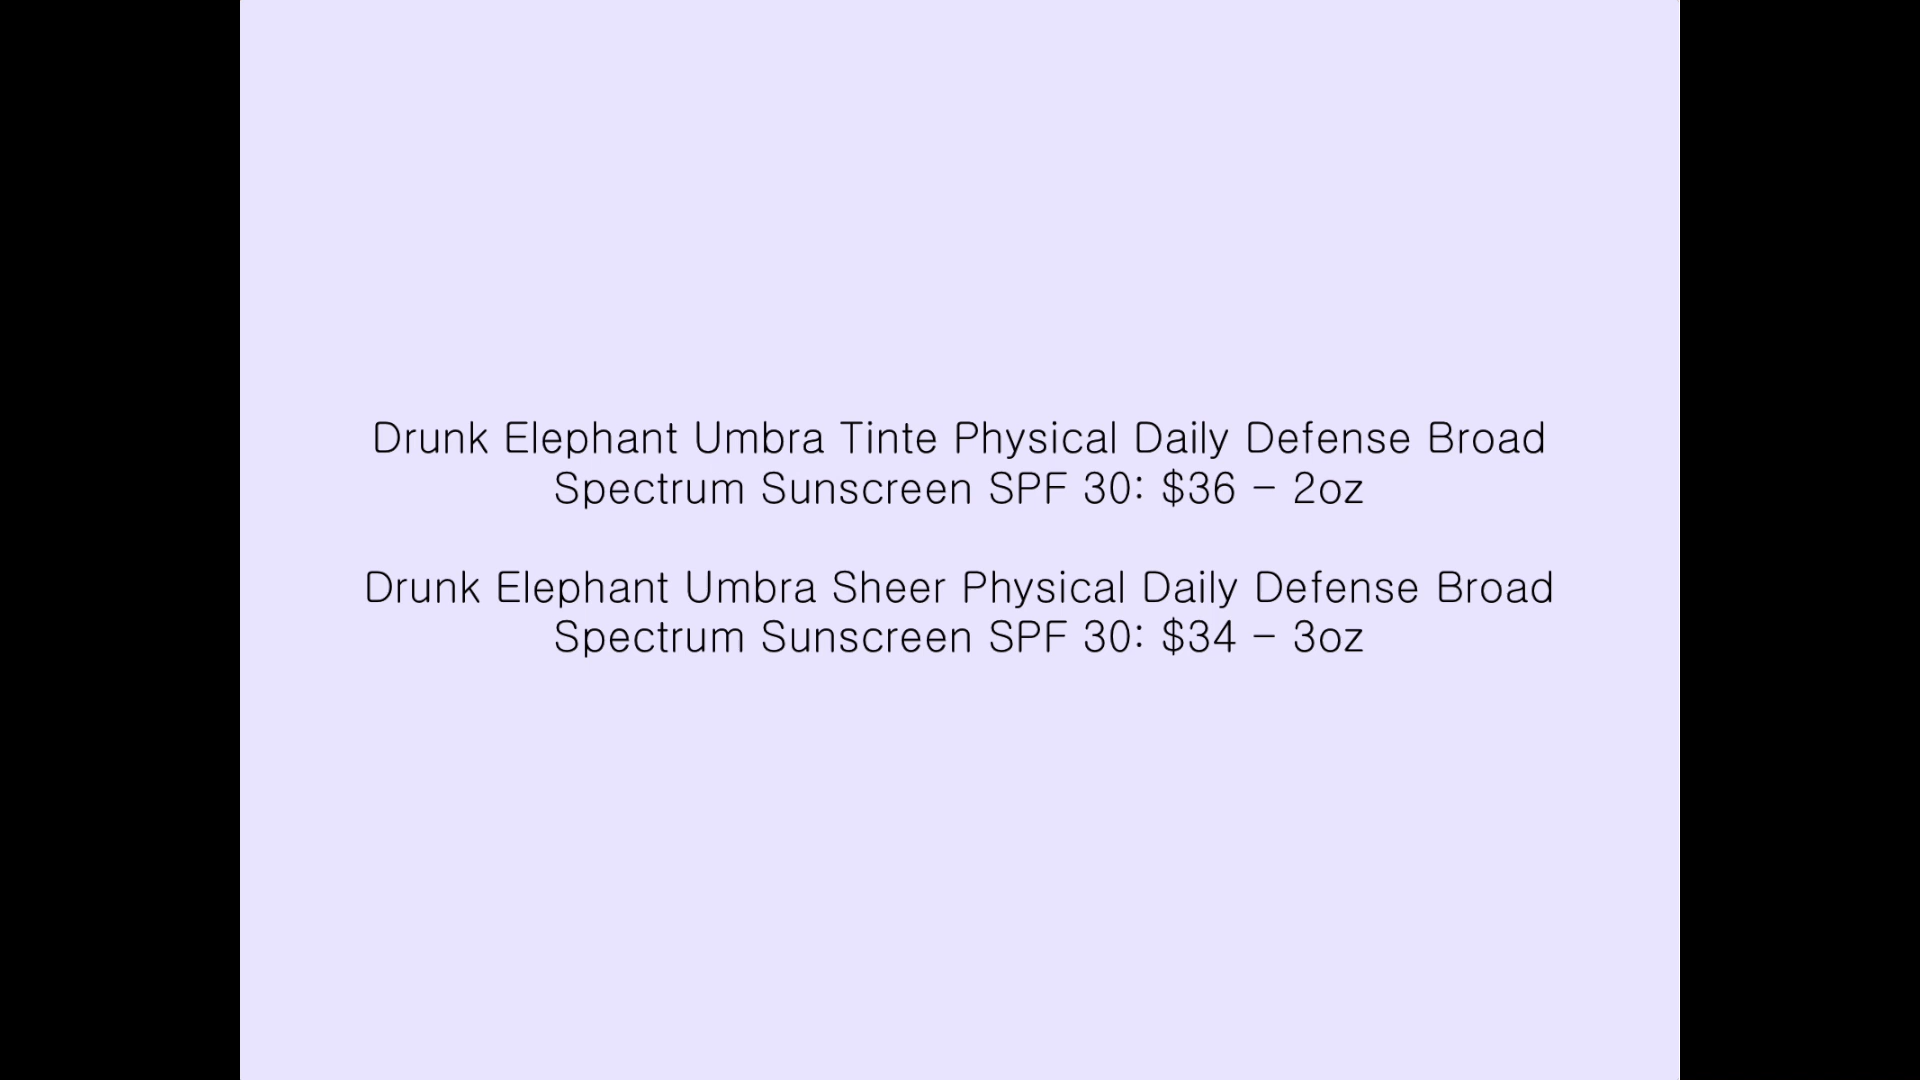 Drunk Elephant Umbra Tinte Physical Daily Defense Broad
Spectrum Sunscreen SPF 30: $36 - 2oz
Drunk Elephant Umbra Sheer Physical Daily Defense Broad
Spectrum Sunscreen SPF 30: $34 - 3oz